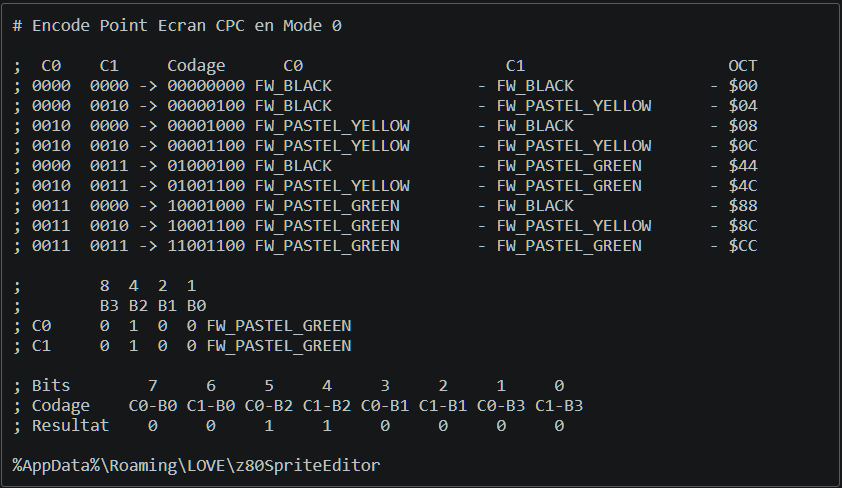 # Encode Point Ecran CPC en Mode 0
;  C0    C1     Codage      C0                     C1                     OCT
; 0000  0000 -> 00000000 FW_BLACK               - FW_BLACK              - $00
; 0000  0010 -> 00000100 FW_BLACK               - FW_PASTEL_YELLOW      - $04
; 0010  0000 -> 00001000 FW_PASTEL_YELLOW       - FW_BLACK              - $08
; 0010  0010 -> 00001100 FW_PASTEL_YELLOW       - FW_PASTEL_YELLOW      - $0C
; 0000  0011 -> 01000100 FW_BLACK               - FW_PASTEL_GREEN       - $44
; 0010  0011 -> 01001100 FW_PASTEL_YELLOW       - FW_PASTEL_GREEN       - $4C
; 0011  0000 -> 10001000 FW_PASTEL_GREEN        - FW_BLACK              - $88
; 0011  0010 -> 10001100 FW_PASTEL_GREEN        - FW_PASTEL_YELLOW      - $8C
; 0011  0011 -> 11001100 FW_PASTEL_GREEN        - FW_PASTEL_GREEN       - $CC
;        8  4  2  1
;        B3 B2 B1 B0
; C0     0  1  0  0 FW_PASTEL_GREEN
; C1     0  1  0  0 FW_PASTEL_GREEN
; Bits        7     6     5     4     3     2     1     0
; Codage    C0-B0 C1-B0 C0-B2 C1-B2 C0-B1 C1-B1 C0-B3 C1-B3
; Resultat    0     0     1     1     0     0     0     0
%AppData%\Roaming\LOVE\z80SpriteEditor